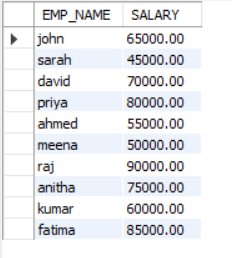 EMP_NAME SALARY
john 65000.00
sarah 45000.00
david 70000.00
priya 80000.00
ahmed 55000.00
meena 50000.00
raj 90000.00
anitha 75000.00
kumar 60000.00
fatima 85000.00